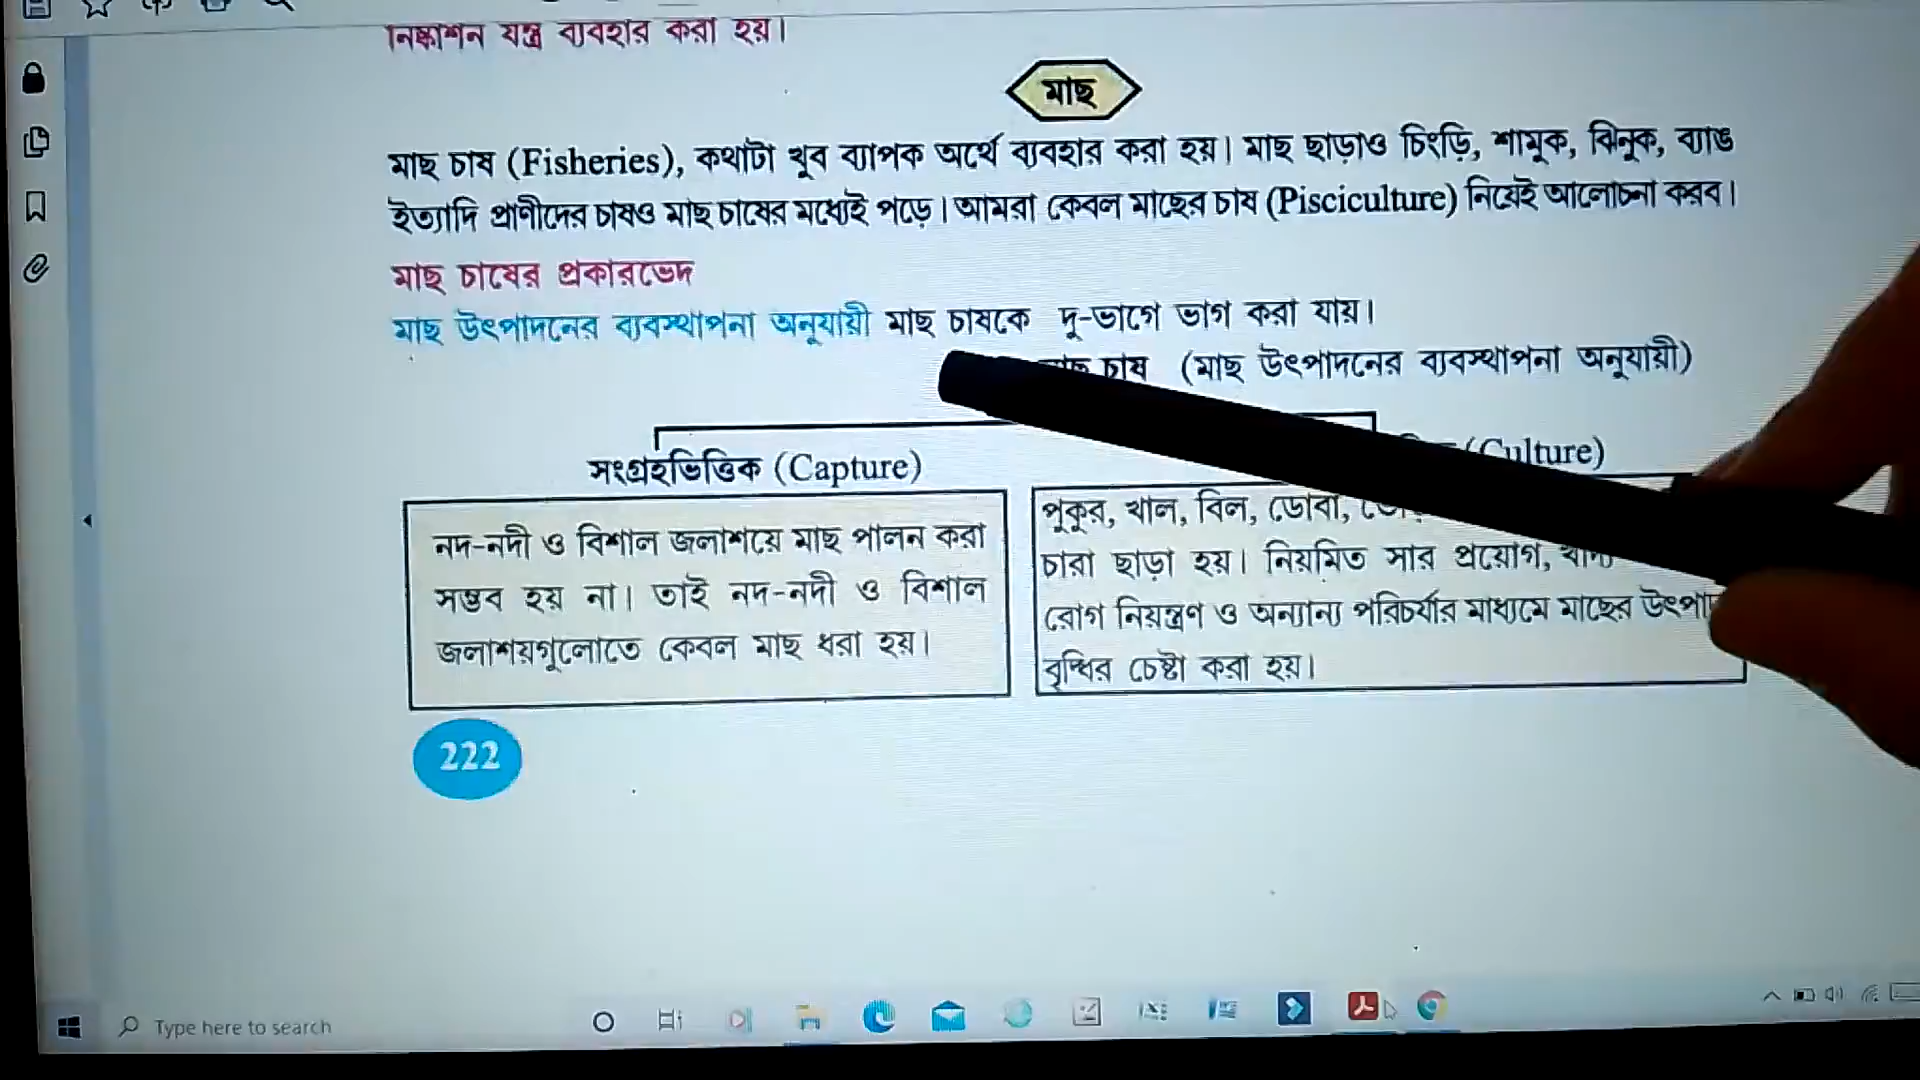 নিষ্কাশন যন্ত্র ব্যবহার করা হয়।
মাছ
মাছ চাষ (Fisheries), কথাটা খুব ব্যাপক অর্থে ব্যবহার করা হয়। মাছ ছাড়াও চিংড়ি, শামুক, ঝিনুক, ব্যাঙ
ইত্যাদি প্রাণীদের চাষও মাছ চাষের মধ্যেই পড়ে। আমরা কেবল মাছের চাষ (Pisciculture) নিয়েই আলোচনা করব।
মাছ চাষের প্রকারভেদ
মাছ উৎপাদনের ব্যবস্থাপনা অনুযায়ী মাছ চাষকে দু-ভাগে ভাগ করা যায়।
মাছ চাষ (মাছ উৎপাদনের ব্যবস্থাপনা অনুযায়ী)
সংগ্রহভিত্তিক (Capture)
(Culture)
নদ-নদী ও বিশাল জলাশয়ে মাছ পালন করা
সম্ভব হয় না। তাই নদ-নদী ও বিশাল
জলাশয়গুলোতে কেবল মাছ ধরা হয়।
পুকুর, খাল, বিল, ডোবা,
চারা ছাড়া হয়। নিয়মিত সার প্রয়োগ,
রোগ নিয়ন্ত্রণ ও অন্যান্য পরিচর্যার মাধ্যমে মাছের
বৃদ্ধির চেষ্টা করা হয়।
222
Type here to search